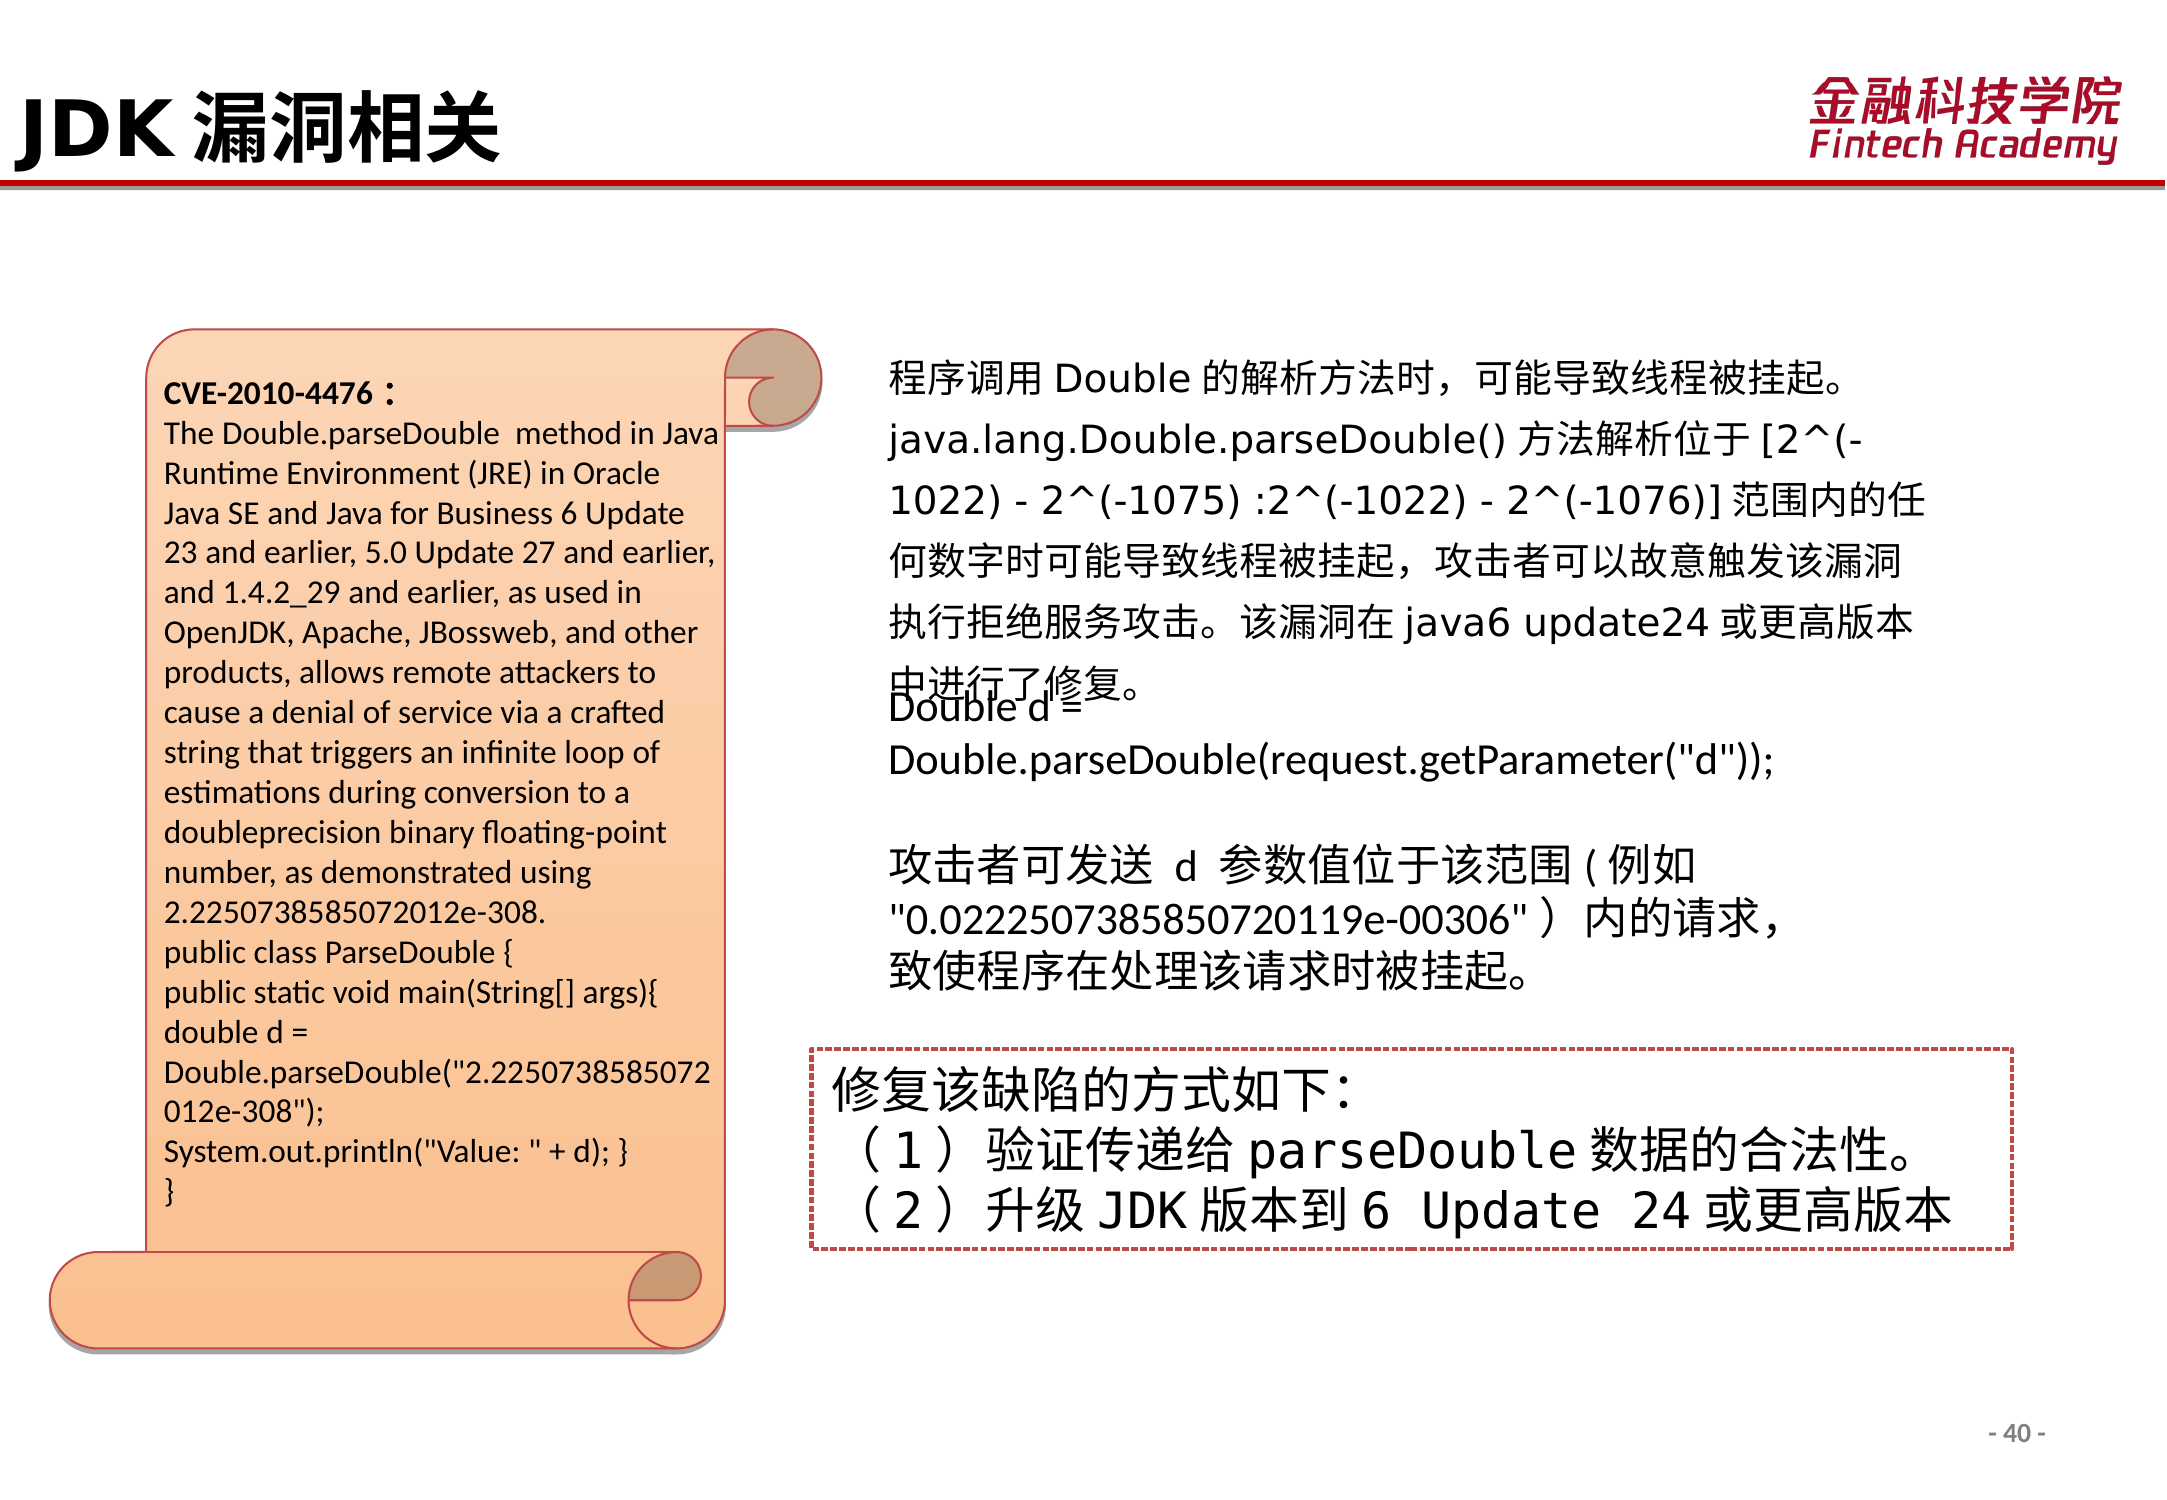 JDK 漏洞相关
金融科技学院
Fintech Academy
CVE-2010-4476：
The Double.parseDouble  method in Java
Runtime Environment (JRE) in Oracle
Java SE and Java for Business 6 Update
23 and earlier, 5.0 Update 27 and earlier,
and 1.4.2_29 and earlier, as used in
OpenJDK, Apache, JBossweb, and other
products, allows remote attackers to
cause a denial of service via a crafted
string that triggers an infinite loop of
estimations during conversion to a
doubleprecision binary floating-point
number, as demonstrated using
2.2250738585072012e-308.
public class ParseDouble {
public static void main(String[] args){
double d =
Double.parseDouble("2.2250738585072
012e-308");
System.out.println("Value: " + d); }
}
程序调用 Double 的解析方法时，可能导致线程被挂起。
java.lang.Double.parseDouble() 方法解析位于 [2^(-
1022) - 2^(-1075) :2^(-1022) - 2^(-1076)] 范围内的任
何数字时可能导致线程被挂起，攻击者可以故意触发该漏洞
执行拒绝服务攻击。该漏洞在 java6 update24 或更高版本
中进行了修复。
Double d =
Double.parseDouble(request.getParameter("d"));
攻击者可发送 d 参数值位于该范围 ( 例如
"0.0222507385850720119e-00306" ）内的请求，
致使程序在处理该请求时被挂起。
修复该缺陷的方式如下：
（ 1 ）验证传递给 parseDouble 数据的合法性。
（ 2 ）升级 JDK 版本到 6 Update 24 或更高版本
- 40 -